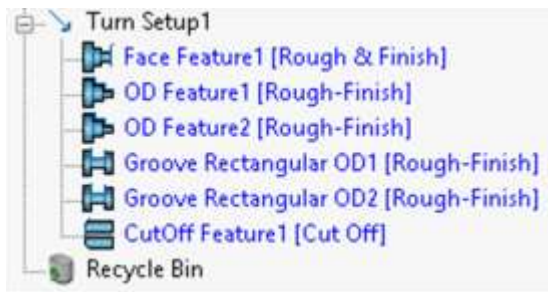 Turn Setup1
Face Feature1 [Rough & Finish]
OD Feature1 [Rough-Finish]
OD Feature2 [Rough-Finish]
Groove Rectangular OD1 [Rough-Finish]
Groove Rectangular OD2 [Rough-Finish]
CutOff Feature1 [Cut Off]
Recycle Bin